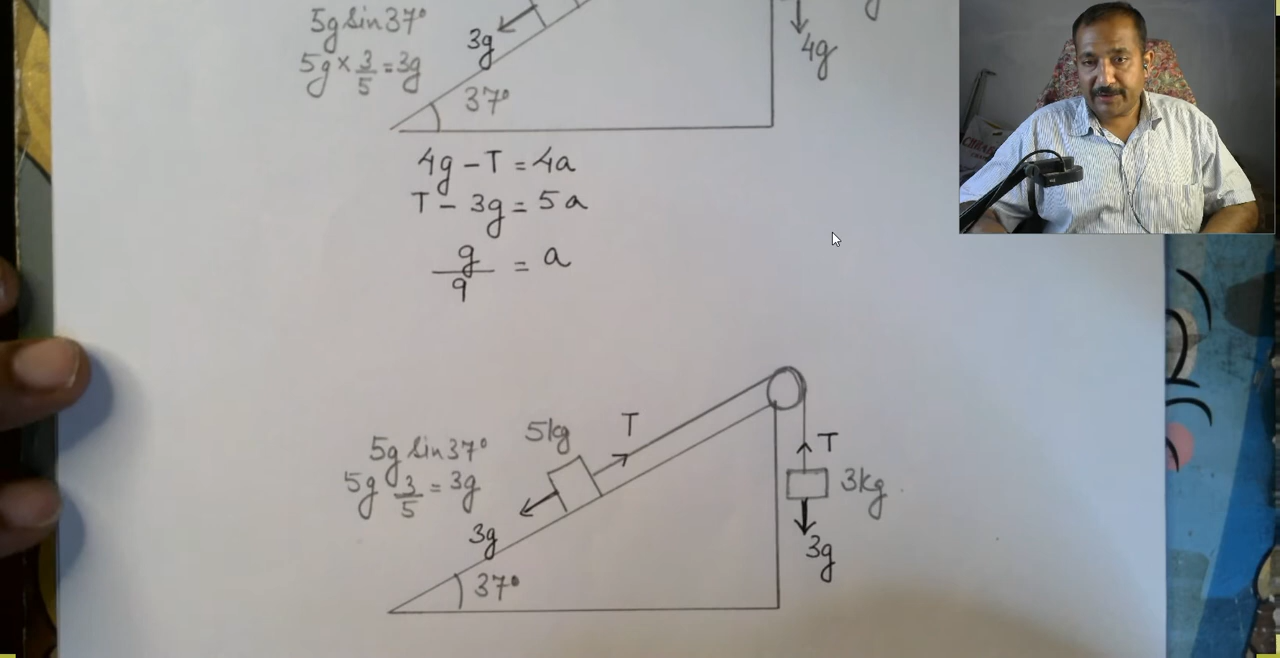 5g sin37°
5g × 3/5 = 3g
3g
37°
4g
4g - T = 4a
T - 3g = 5a
g/9 = a
5g sin37°
5g 3/5 = 3g
5kg
T
3g
37°
T
3kg
3g